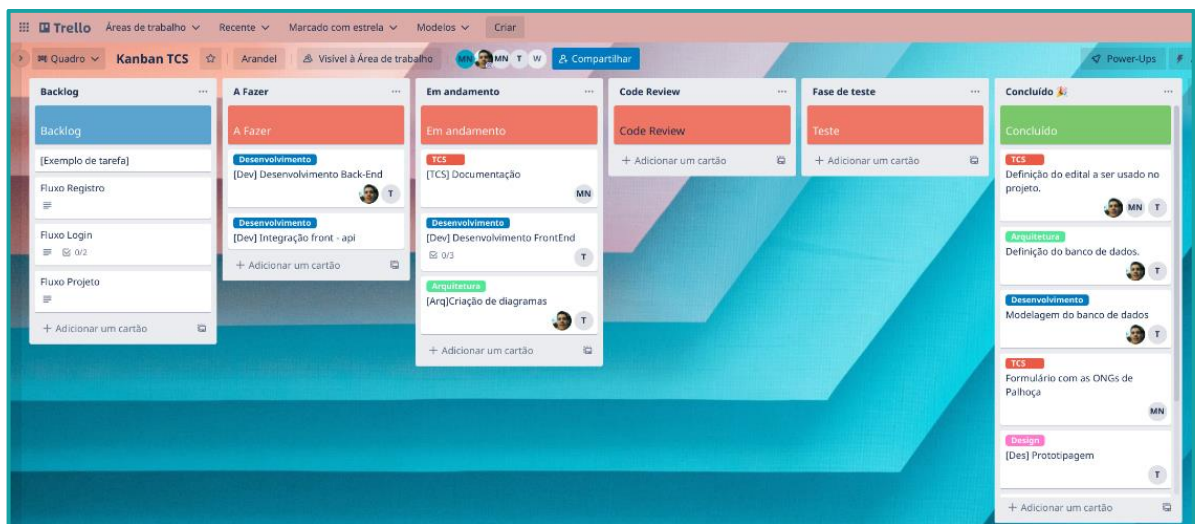 Trello Áreas de trabalho Recente Marcado com estrela Modelos Criar
Quadro Kanban TCS Arandel Visível à Área de trabalho MN MN T W Compartilhar Power-Ups
Backlog
Backlog
[Exemplo de tarefa]
Fluxo Registro
Fluxo Login
0/2
Fluxo Projeto
+ Adicionar um cartão
A Fazer
A Fazer
Desenvolvimento
[Dev] Desenvolvimento Back-End
T
Desenvolvimento
[Dev] Integração front - api
+ Adicionar um cartão
Em andamento
Em andamento
TCS
[TCS] Documentação
MN
Desenvolvimento
[Dev] Desenvolvimento FrontEnd
0/3 T
Arquitetura
[Arq]Criação de diagramas
T
+ Adicionar um cartão
Code Review
Code Review
+ Adicionar um cartão
Fase de teste
Teste
+ Adicionar um cartão
Concluído
Concluído
TCS
Definição do edital a ser usado no
projeto.
MN T
Arquitetura
Definição do banco de dados.
T
Desenvolvimento
Modelagem do banco de dados
T
TCS
Formulário com as ONGs de
Palhoça
MN
Design
[Des] Prototipagem
T
+ Adicionar um cartão